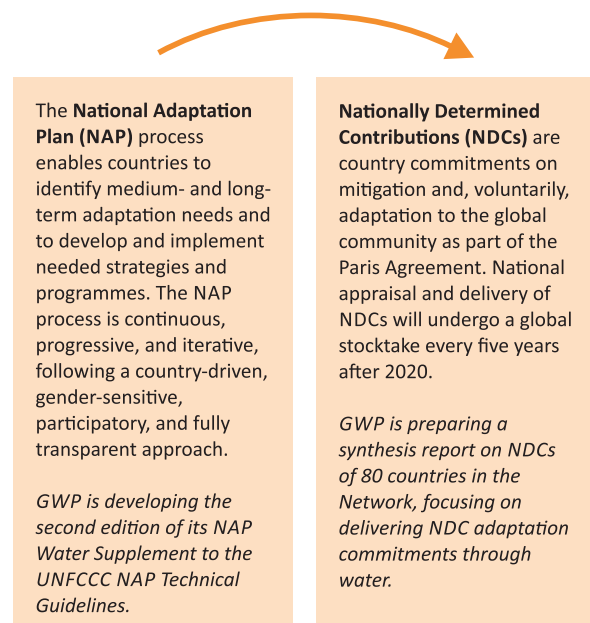 The National Adaptation
Plan (NAP) process
enables countries to
identify medium- and long-
term adaptation needs and
to develop and implement
needed strategies and
programmes. The NAP
process is continuous,
progressive, and iterative,
following a country-driven,
gender-sensitive,
participatory, and fully
transparent approach.
GWP is developing the
second edition of its NAP
Water Supplement to the
UNFCCC NAP Technical
Guidelines.
Nationally Determined
Contributions (NDCs) are
country commitments on
mitigation and, voluntarily,
adaptation to the global
community as part of the
Paris Agreement. National
appraisal and delivery of
NDCs will undergo a global
stocktake every five years
after 2020.
GWP is preparing a
synthesis report on NDCs
of 80 countries in the
Network, focusing on
delivering NDC adaptation
commitments through
water.